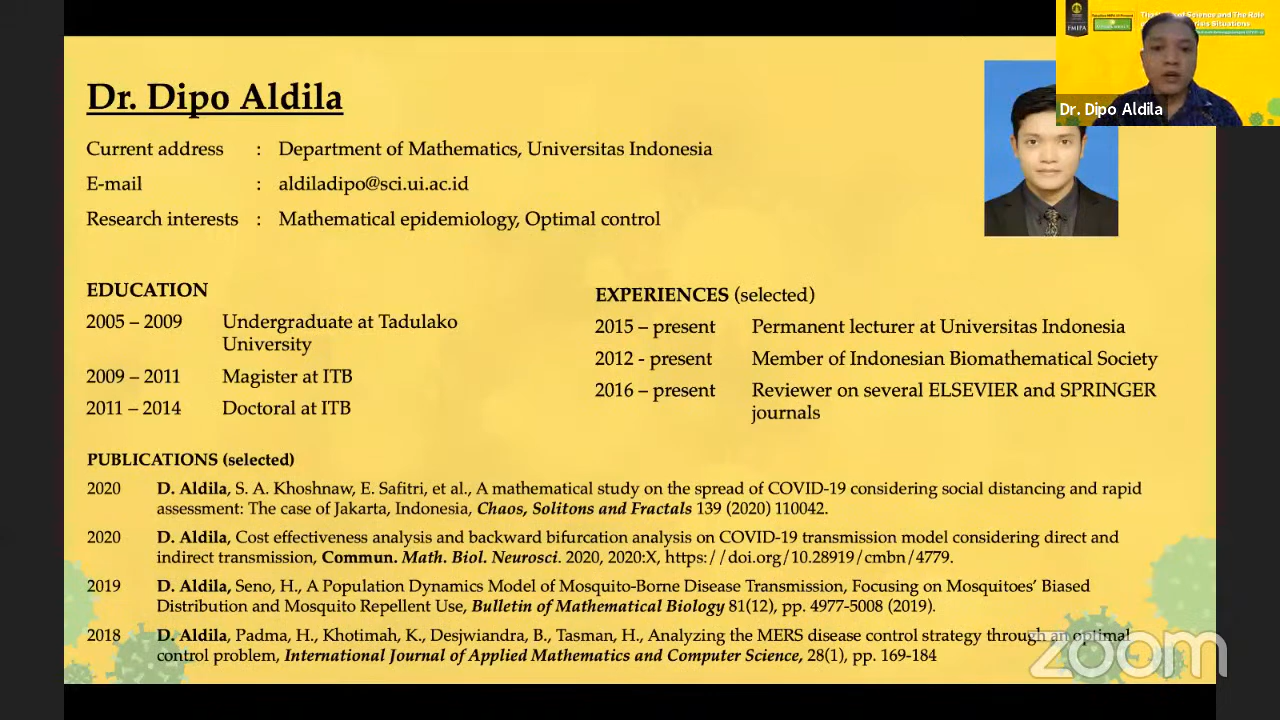 Dr. Dipo Aldila
Current address : Department of Mathematics, Universitas Indonesia
E-mail : aldiladipo@sci.ui.ac.id
Research interests : Mathematical epidemiology, Optimal control
EDUCATION
2005 – 2009 Undergraduate at Tadulako
University
2009 – 2011 Magister at ITB
2011 – 2014 Doctoral at ITB
EXPERIENCES (selected)
2015 – present Permanent lecturer at Universitas Indonesia
2012 - present Member of Indonesian Biomathematical Society
2016 – present Reviewer on several ELSEVIER and SPRINGER
journals
PUBLICATIONS (selected)
2020 D. Aldila, S. A. Khoshnaw, E. Safitri, et al., A mathematical study on the spread of COVID-19 considering social distancing and rapid
assessment: The case of Jakarta, Indonesia, Chaos, Solitons and Fractals 139 (2020) 110042.
2020 D. Aldila, Cost effectiveness analysis and backward bifurcation analysis on COVID-19 transmission model considering direct and
indirect transmission, Commun. Math. Biol. Neurosci. 2020, 2020:X, https://doi.org/10.28919/cmbn/4779.
2019 D. Aldila, Seno, H., A Population Dynamics Model of Mosquito-Borne Disease Transmission, Focusing on Mosquitoes' Biased
Distribution and Mosquito Repellent Use, Bulletin of Mathematical Biology 81(12), pp. 4977-5008 (2019).
2018 D. Aldila, Padma, H., Khotimah, K., Desjwiandra, B., Tasman, H., Analyzing the MERS disease control strategy through an optimal
control problem, International Journal of Applied Mathematics and Computer Science, 28(1), pp. 169-184
FMIPA
Science and The Role
Situations
Dr. Dipo Aldila
zoom